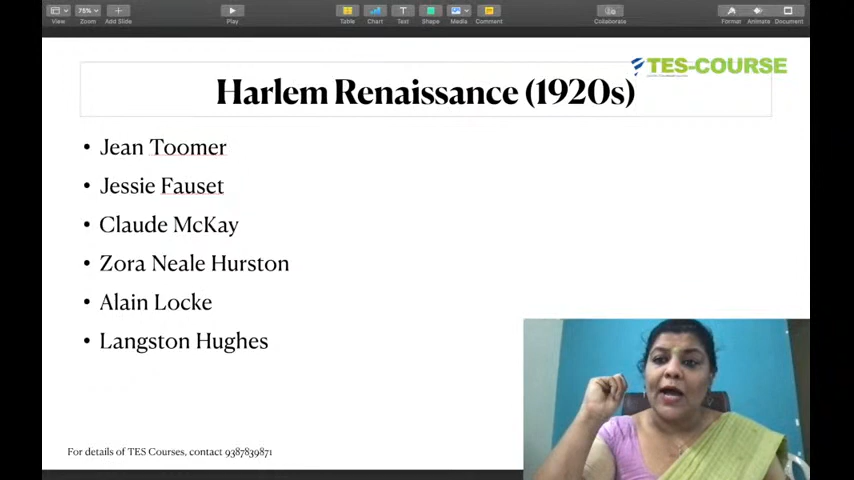 View
Zoom
Add Slide
75%
Play
Table
Chart
Text
Shape
Media
Comment
Collaborate
Format
Animate
Document
TES-COURSE
Harlem Renaissance (1920s)
• Jean Toomer
• Jessie Fauset
• Claude McKay
• Zora Neale Hurston
• Alain Locke
• Langston Hughes
For details of TES Courses, contact 9387839871